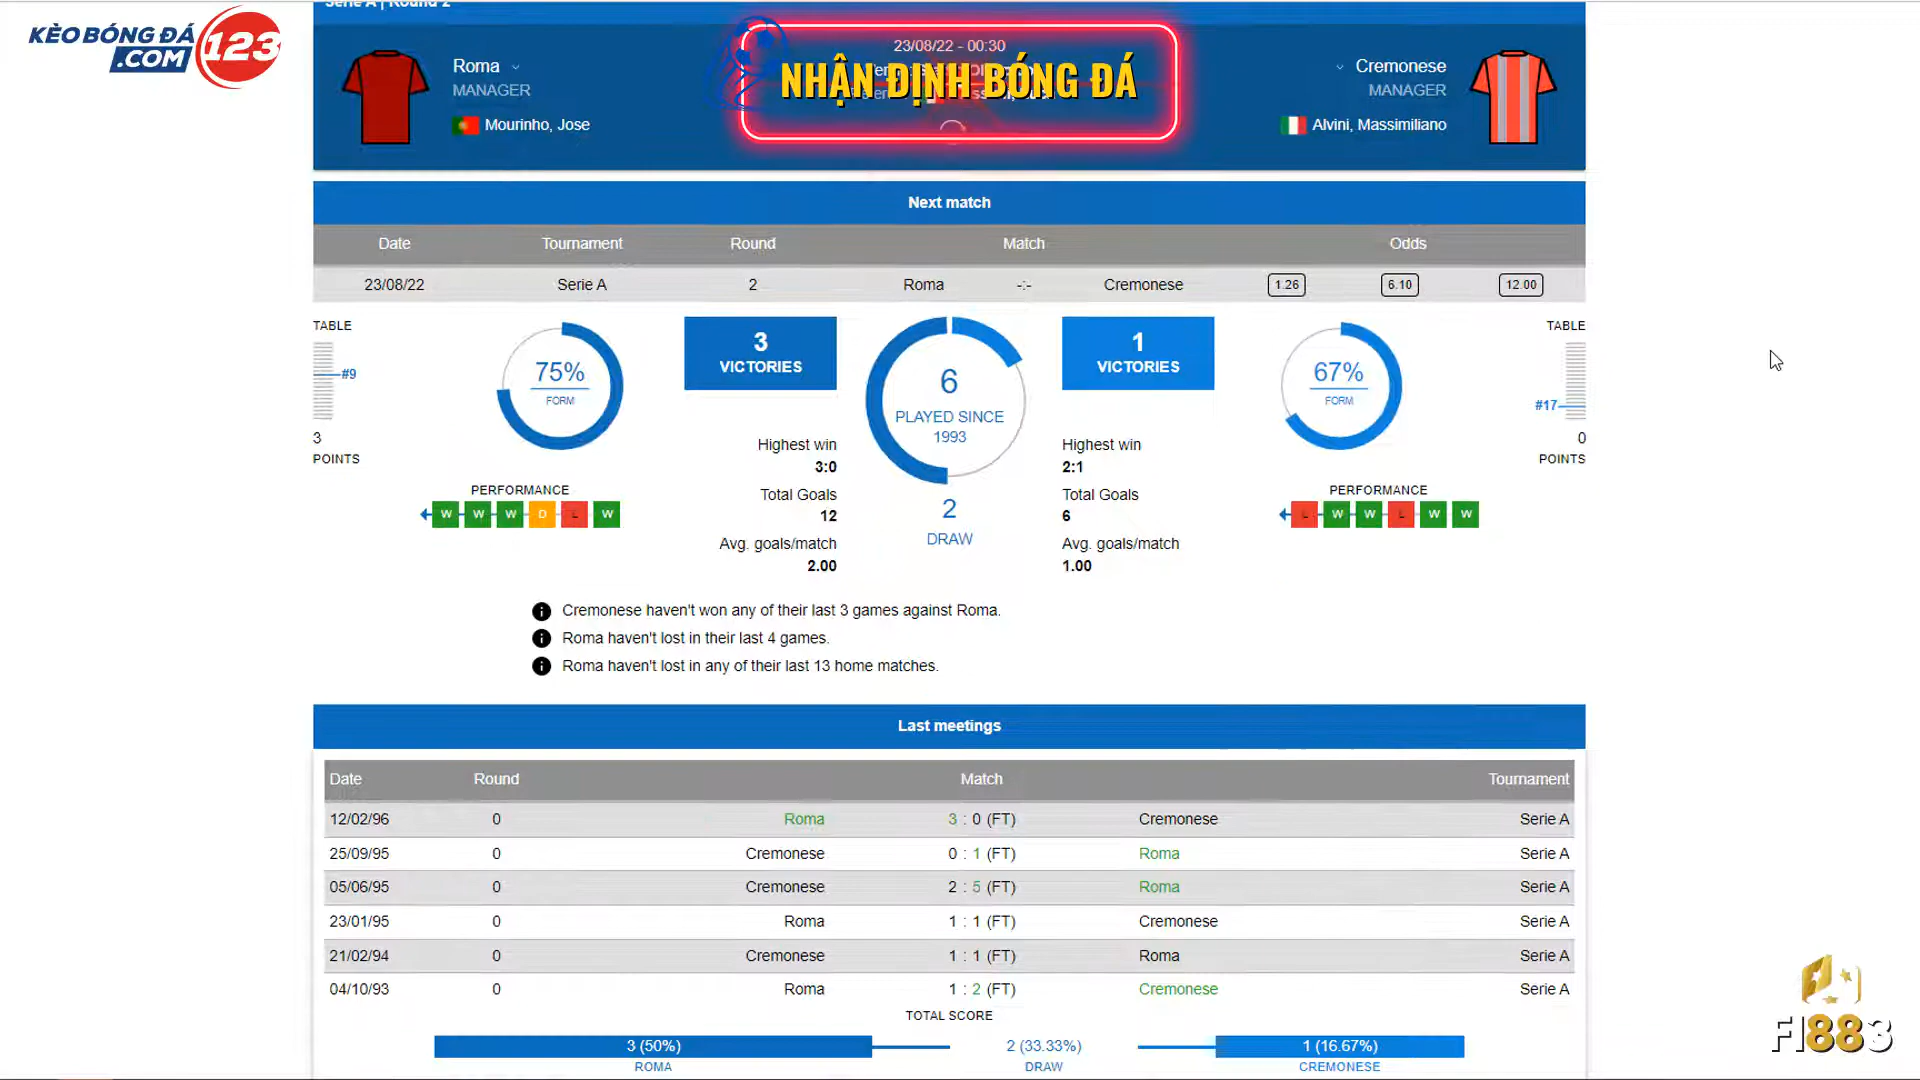 Serie A | Round 2
KÈO BÓNG ĐÁ
.COM
123
23/08/22 - 00:30
NHẬN ĐỊNH BÓNG ĐÁ
Roma
MANAGER
Mourinho, Jose
Cremonese
MANAGER
Alvini, Massimiliano
Next match
Date Tournament Round Match Odds
23/08/22 Serie A 2 Roma -:- Cremonese 1.26 6.10 12.00
TABLE
#9
3
POINTS
75%
FORM
PERFORMANCE
W W W D L W
3
VICTORIES
Highest win
3:0
Total Goals
12
Avg. goals/match
2.00
6
PLAYED SINCE
1993
2
DRAW
1
VICTORIES
Highest win
2:1
Total Goals
6
Avg. goals/match
1.00
67%
FORM
PERFORMANCE
L W W L W W
TABLE
#17
0
POINTS
Cremonese haven't won any of their last 3 games against Roma.
Roma haven't lost in their last 4 games.
Roma haven't lost in any of their last 13 home matches.
Last meetings
Date Round Match Tournament
12/02/96 0 Roma 3 : 0 (FT) Cremonese Serie A
25/09/95 0 Cremonese 0 : 1 (FT) Roma Serie A
05/06/95 0 Cremonese 2 : 5 (FT) Roma Serie A
23/01/95 0 Roma 1 : 1 (FT) Cremonese Serie A
21/02/94 0 Cremonese 1 : 1 (FT) Roma Serie A
04/10/93 0 Roma 1 : 2 (FT) Cremonese Serie A
TOTAL SCORE
3 (50%) 2 (33.33%) 1 (16.67%)
ROMA DRAW CREMONESE
FI883